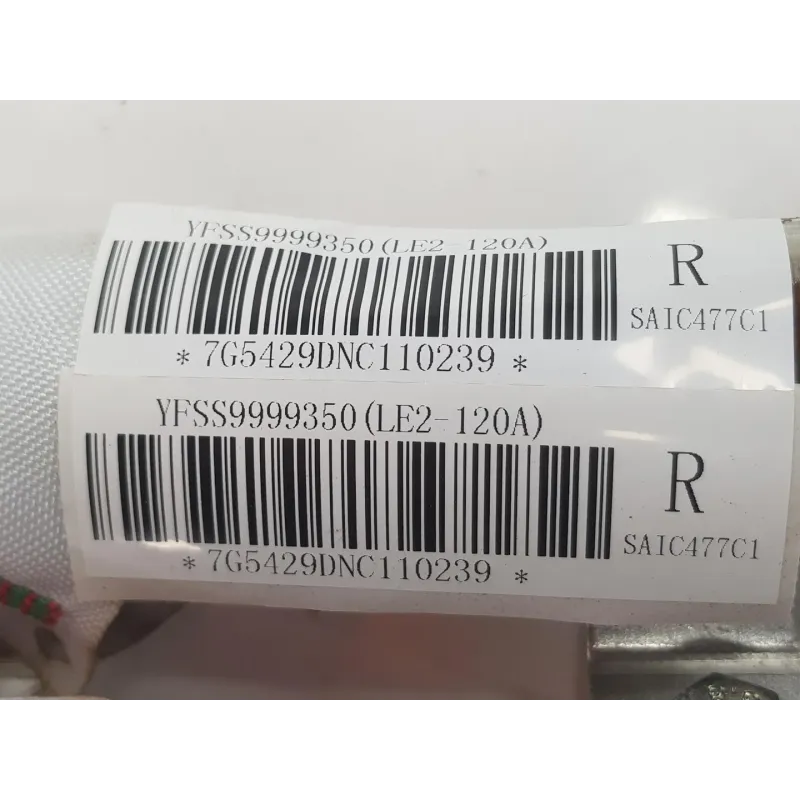 YFSS9999350(LE2-120A)
R
SAIC477C1
* 7G5429DNC110239 *
YFSS9999350(LE2-120A)
R
SAIC477C1
* 7G5429DNC110239 *